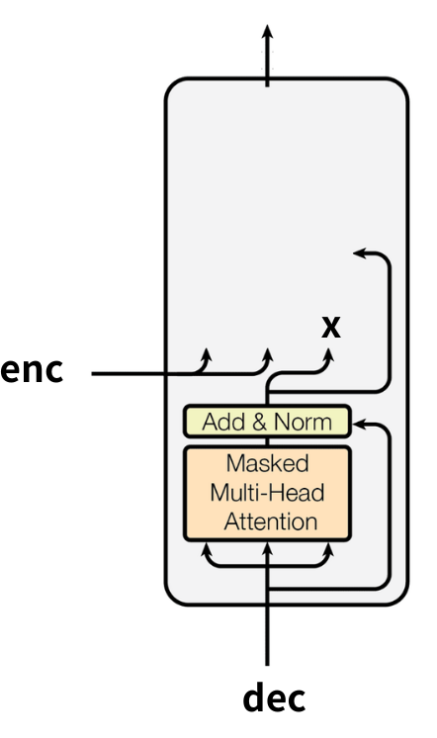 x
enc
Add & Norm
Masked
Multi-Head
Attention
dec